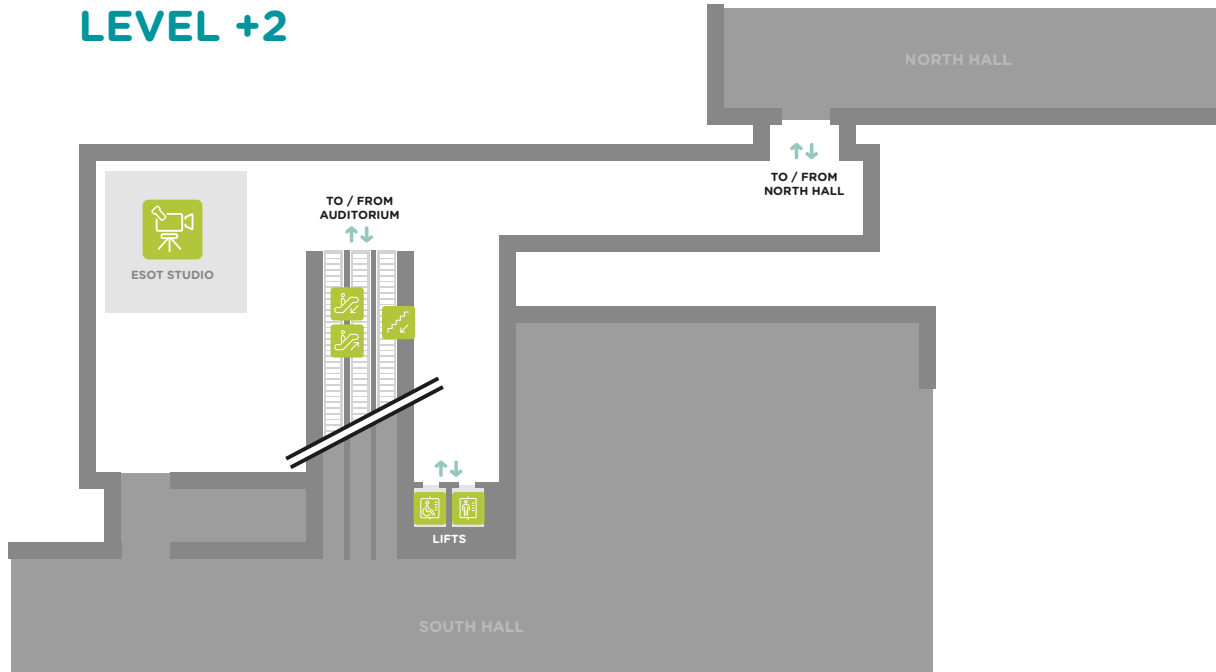 LEVEL +2
NORTH HALL
TO / FROM
NORTH HALL
TO / FROM
AUDITORIUM
ESOT STUDIO
LIFTS
SOUTH HALL